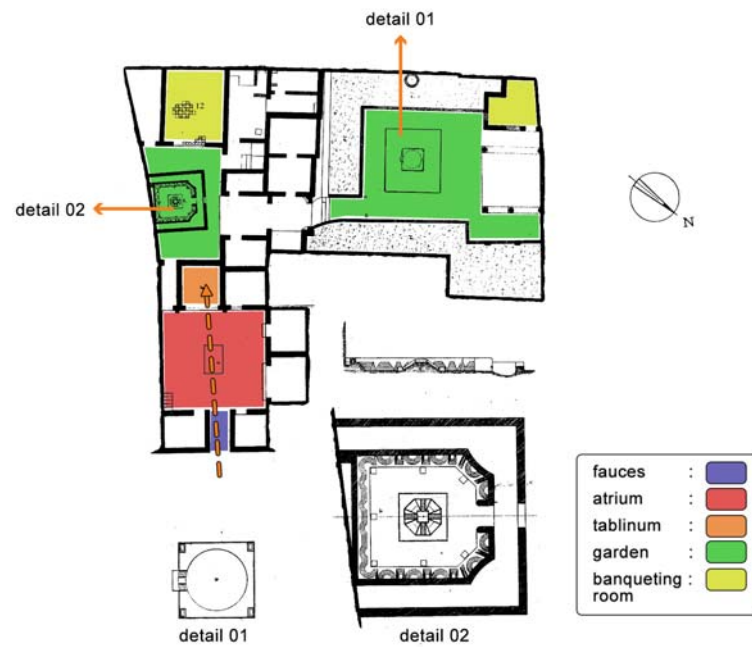 detail 01
12
detail 02
N
fauces :
atrium :
tablinum :
garden :
banqueting :
room
detail 01
detail 02